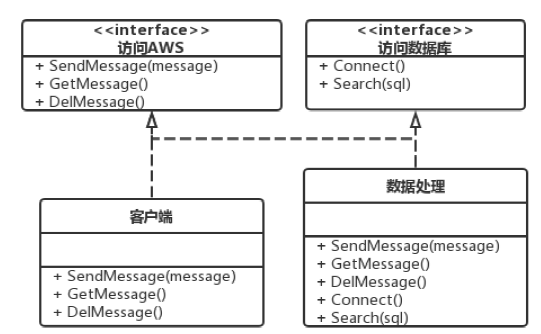 <<interface>>
访问AWS
+ SendMessage(message)
+ GetMessage()
+ DelMessage()
<<interface>>
访问数据库
+ Connect()
+ Search(sql)
客户端
+ SendMessage(message)
+ GetMessage()
+ DelMessage()
数据处理
+ SendMessage(message)
+ GetMessage()
+ DelMessage()
+ Connect()
+ Search(sql)